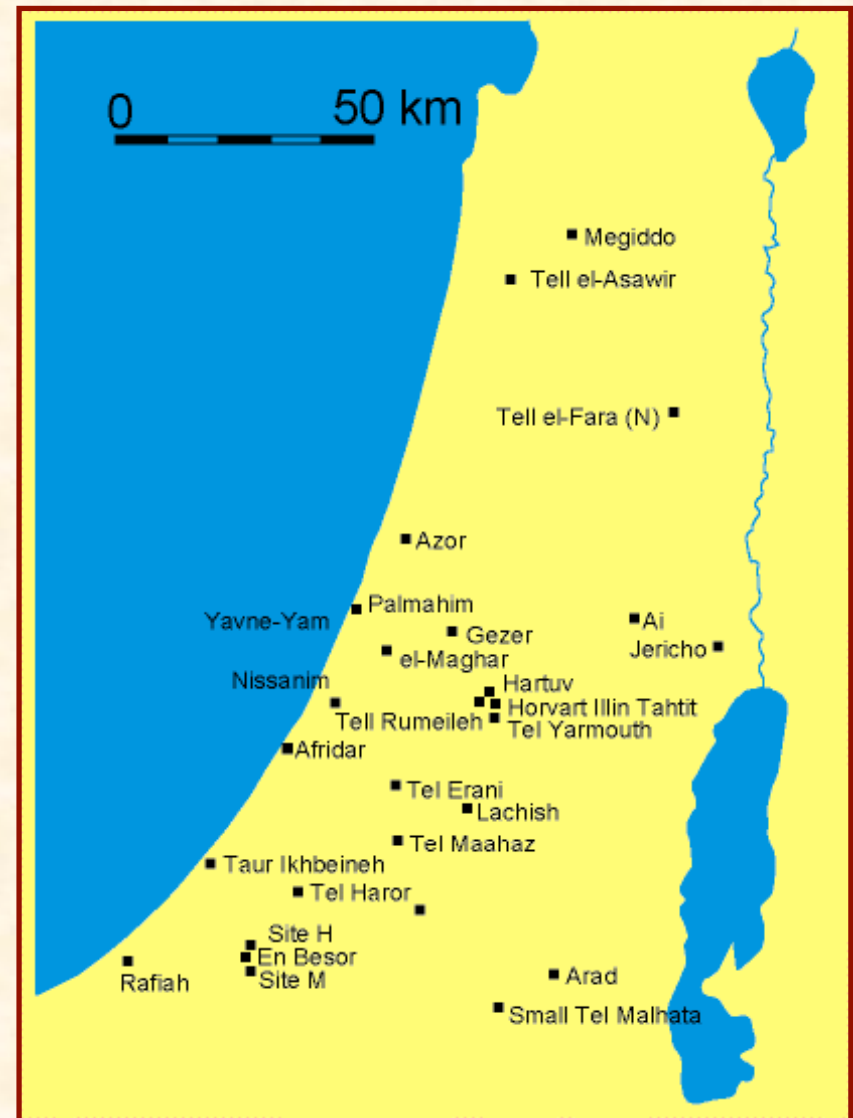 0 50 km
Megiddo
Tell el-Asawir
Tell el-Fara (N)
Azor
Palmahim
Yavne-Yam
Gezer
Ai
el-Maghar
Jericho
Nissanim
Hartuv
Horvart Illin Tahtit
Tell Rumeileh
Tel Yarmouth
Afridar
Tel Erani
Lachish
Tel Maahaz
Taur Ikhbeineh
Tel Haror
Site H
En Besor
Site M
Rafiah
Arad
Small Tel Malhata